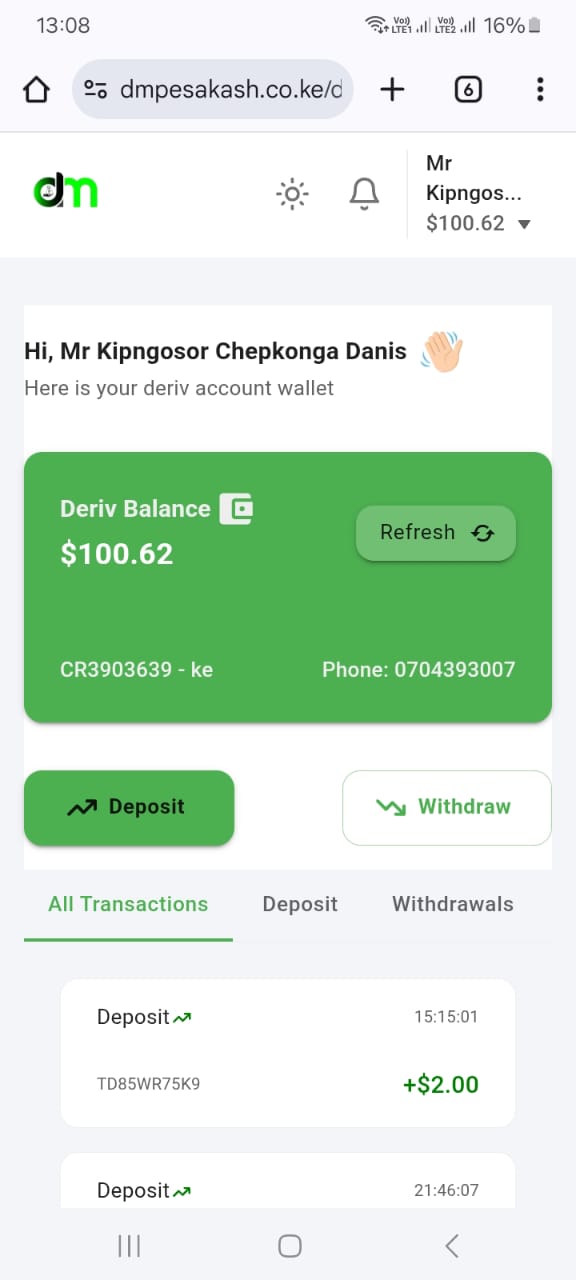 13:08
Vo)) LTE1 Vo)) LTE2 16%
dmpesakash.co.ke/d
6
dm
Mr
Kipngos...
$100.62
Hi, Mr Kipngosor Chepkonga Danis
Here is your deriv account wallet
Deriv Balance
Refresh
$100.62
CR3903639 - ke
Phone: 0704393007
Deposit
Withdraw
All Transactions
Deposit
Withdrawals
Deposit
15:15:01
TD85WR75K9
+$2.00
Deposit
21:46:07